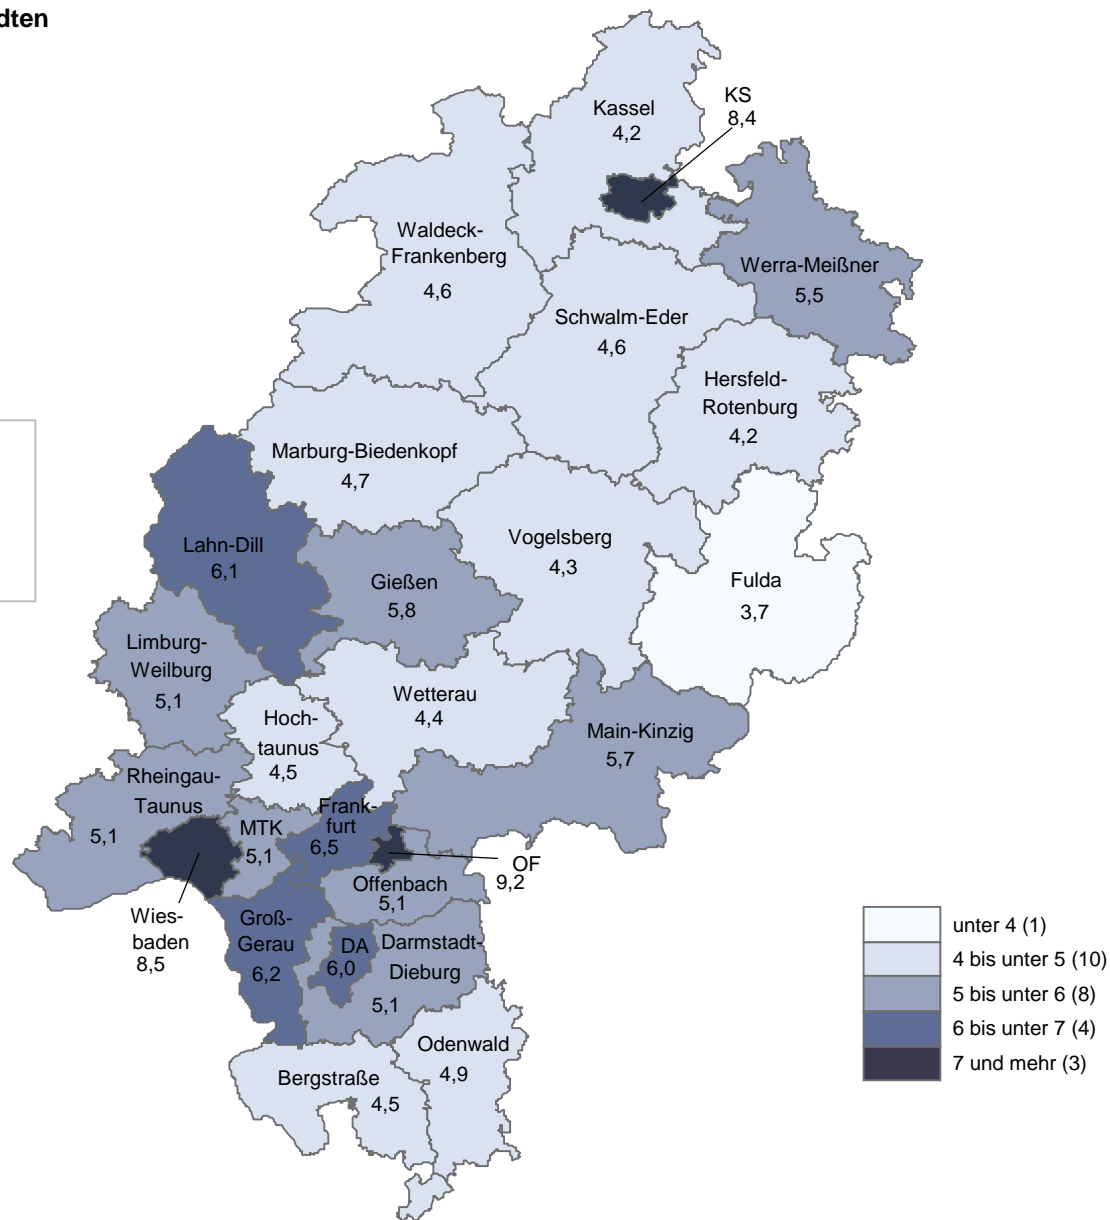 dten
KS
8,4
Kassel
4,2
Waldeck-
Frankenberg
4,6
Werra-Meißner
5,5
Schwalm-Eder
4,6
Hersfeld-
Rotenburg
4,2
Marburg-Biedenkopf
4,7
Vogelsberg
4,3
Lahn-Dill
6,1
Gießen
5,8
Fulda
3,7
Limburg-
Weilburg
5,1
Wetterau
4,4
Hoch-
taunus
4,5
Main-Kinzig
5,7
Rheingau-
Taunus
5,1
Frank-
furt
6,5
MTK
5,1
OF
9,2
Offenbach
5,1
Wies-
baden
8,5
Groß-
Gerau
6,2
DA
6,0
Darmstadt-
Dieburg
5,1
Odenwald
4,9
Bergstraße
4,5
unter 4 (1)
4 bis unter 5 (10)
5 bis unter 6 (8)
6 bis unter 7 (4)
7 und mehr (3)